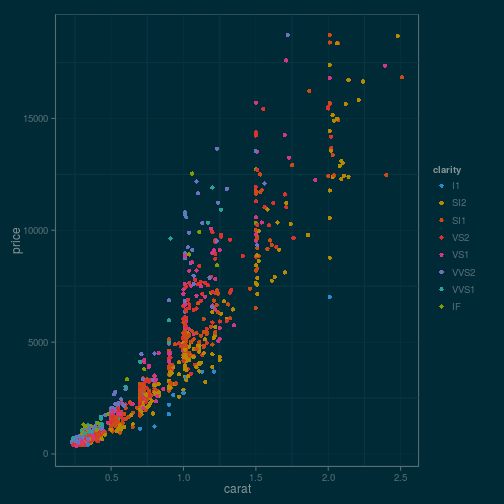 15000
10000
5000
0
price
0.5 1.0 1.5 2.0 2.5
carat
clarity
I1
SI2
SI1
VS2
VS1
VVS2
VVS1
IF